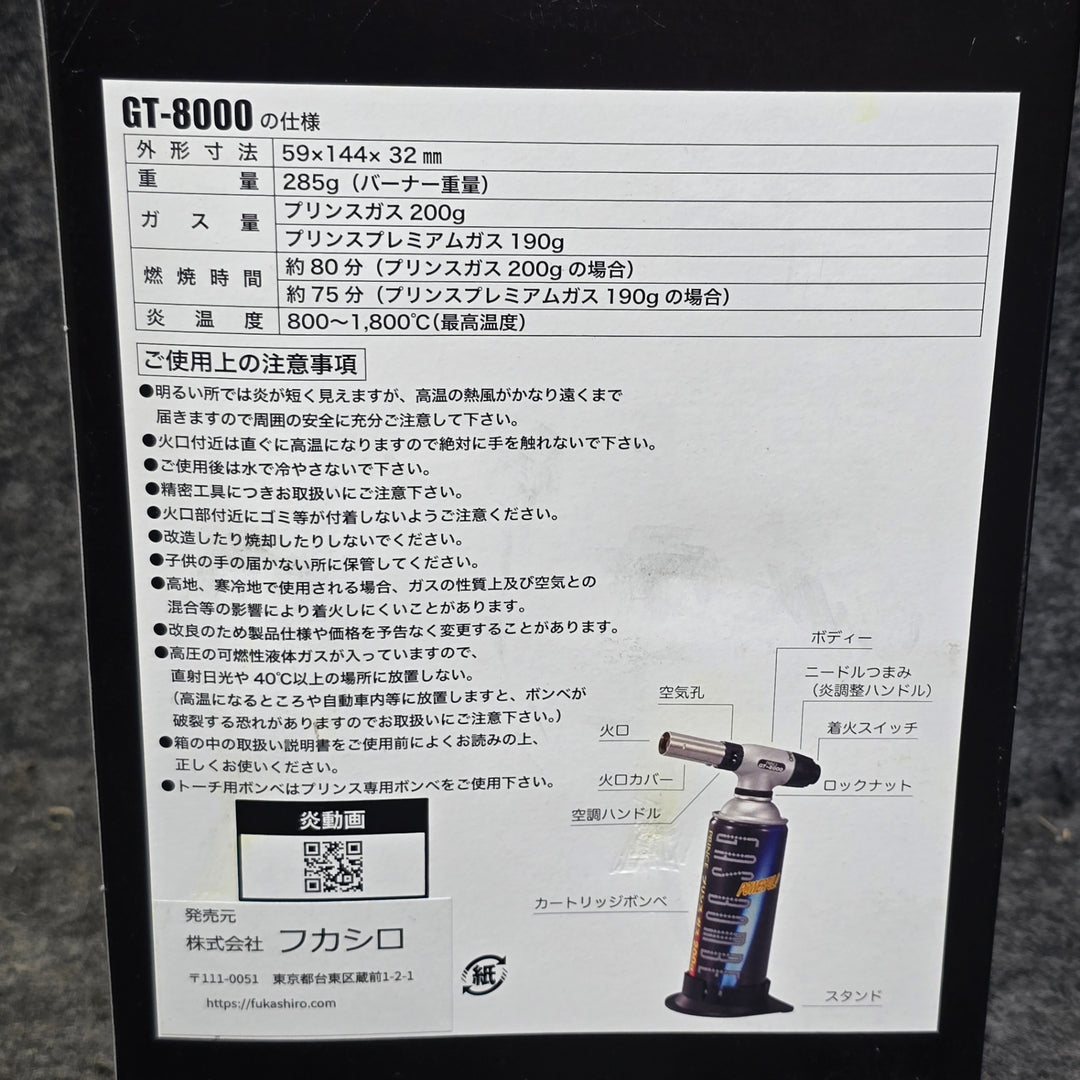 GT-8000 の仕様
外形寸法 59×144× 32 ㎜
重量 285g（バーナー重量）
ガス量 プリンスガス 200g
プリンスプレミアムガス 190g
燃焼時間 約 80 分（プリンスガス 200g の場合）
約 75 分（プリンスプレミアムガス 190g の場合）
炎温度 800〜1,800℃（最高温度）
ご使用上の注意事項
●明るい所では炎が短く見えますが、高温の熱風がかなり遠くまで
届きますので周囲の安全に充分ご注意して下さい。
●火口付近は直ぐに高温になりますので絶対に手を触れないで下さい。
●ご使用後は水で冷やさないで下さい。
●精密工具につきお取扱いにご注意下さい。
●火口部付近にゴミ等が付着しないようご注意ください。
●改造したり焼却したりしないでください。
●子供の手の届かない所に保管してください。
●高地、寒冷地で使用される場合、ガスの性質上及び空気との
混合等の影響により着火しにくいことがあります。
●改良のため製品仕様や価格を予告なく変更することがあります。
●高圧の可燃性液体ガスが入っていますので、
直射日光や 40℃以上の場所に放置しない。
（高温になるところや自動車内等に放置しますと、ボンベが
破裂する恐れがありますのでお取扱いにご注意下さい。）
●箱の中の取扱い説明書をご使用前によくお読みの上、
正しくお使いください。
●トーチ用ボンベはプリンス専用ボンベをご使用下さい。
ボディー
ニードルつまみ
（炎調整ハンドル）
空気孔
着火スイッチ
火口
火口カバー
ロックナット
空調ハンドル
GT-8000
GAS BOMBE
POWERFUL
カートリッジボンベ
スタンド
炎動画
発売元
株式会社 フカシロ
〒111-0051 東京都台東区蔵前1-2-1
https://fukashiro.com
紙